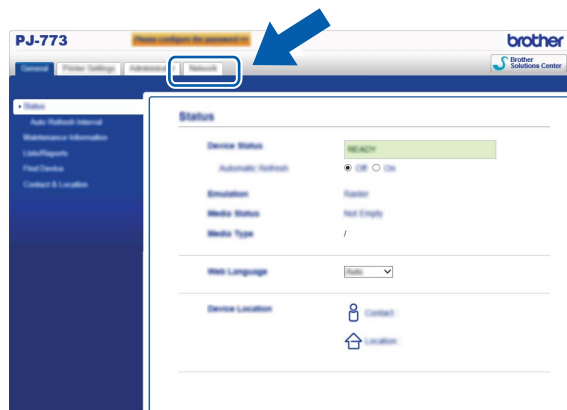 PJ-773
Please configure the password >>
brother
Brother
Solutions Center
General
Printer Settings
Network
Status
Auto Refresh Interval
Maintenance Information
Lists/Reports
Find Device
Contact & Location
Status
Device Status
READY
Automatic Refresh
Off
On
Emulation
Raster
Media Status
Not Empty
Media Type
/
Web Language
Auto
Device Location
Contact:
Location: